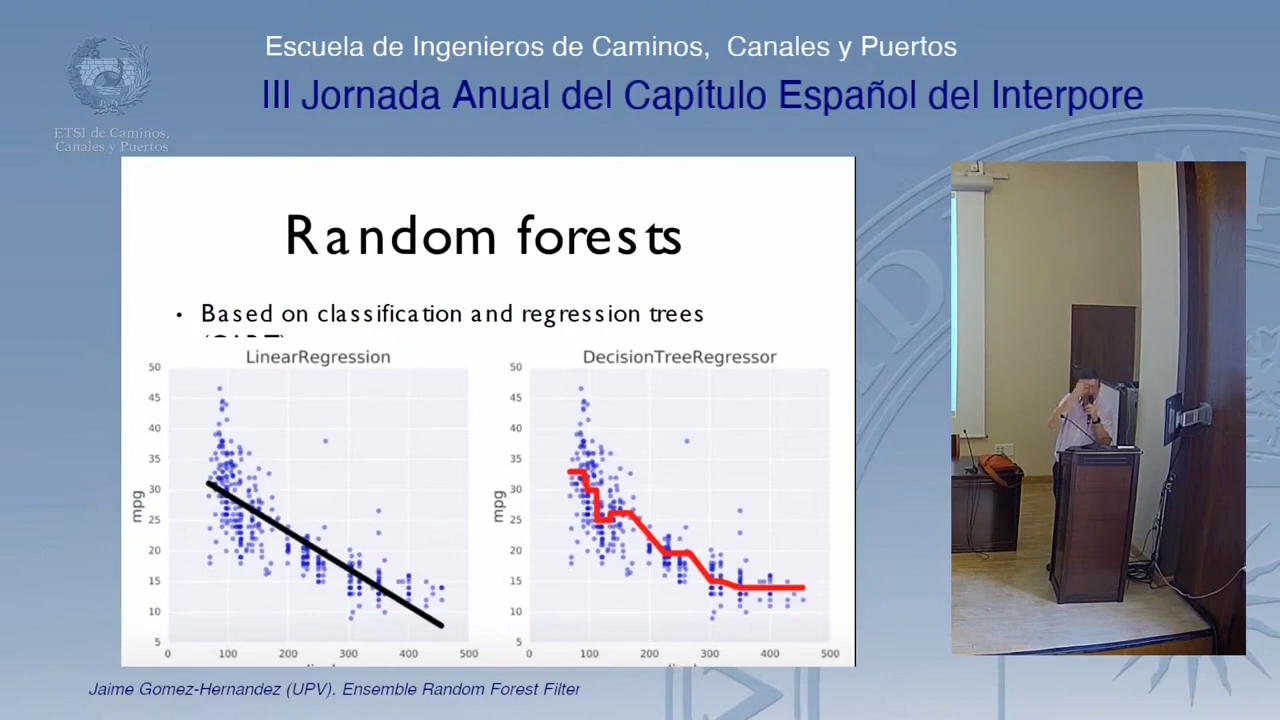 Escuela de Ingenieros de Caminos, Canales y Puertos
III Jornada Anual del Capítulo Español del Interpore
ETSI de Caminos,
Canales y Puertos
Random forests
• Based on classification and regression trees
LinearRegression
50
45
40
35
30
25
20
15
10
5
mpg
0 100 200 300 400 500
DecisionTreeRegressor
50
45
40
35
30
25
20
15
10
5
mpg
0 100 200 300 400 500
Jaime Gomez-Hernandez (UPV). Ensemble Random Forest Filter